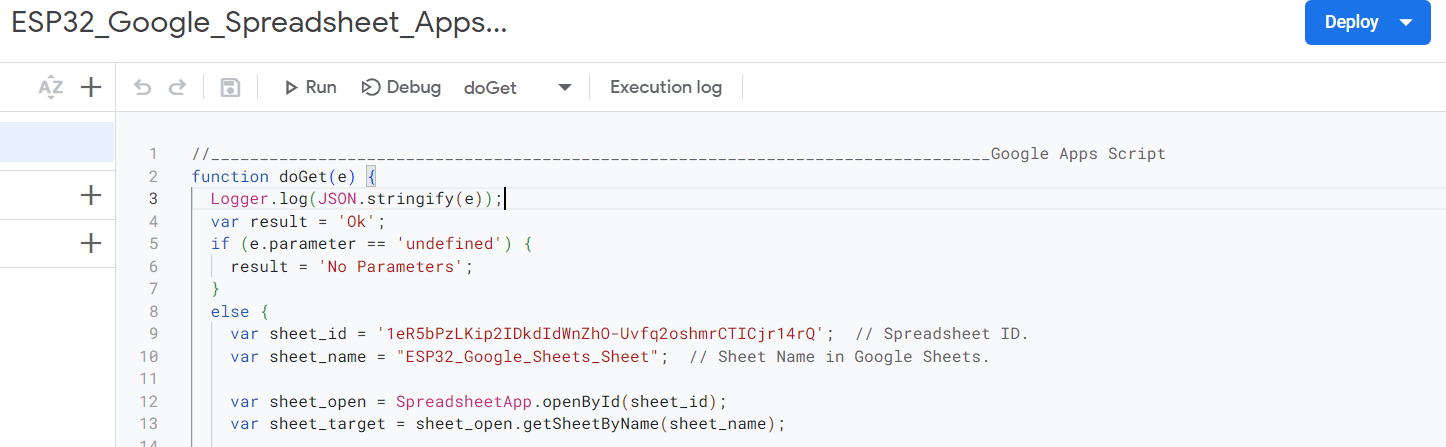 ESP32_Google_Spreadsheet_Apps...
Deploy
AZ
Run Debug doGet Execution log
1 //________________________________________________________________________________Google Apps Script
2 function doGet(e) {
3 Logger.log(JSON.stringify(e));
4 var result = 'Ok';
5 if (e.parameter == 'undefined') {
6 result = 'No Parameters';
7 }
8 else {
9 var sheet_id = '1eR5bPzLKip2IDkdIdWnZhO-Uvfq2oshmrCTICjr14rQ'; // Spreadsheet ID.
10 var sheet_name = "ESP32_Google_Sheets_Sheet"; // Sheet Name in Google Sheets.
11
12 var sheet_open = SpreadsheetApp.openById(sheet_id);
13 var sheet_target = sheet_open.getSheetByName(sheet_name);
14